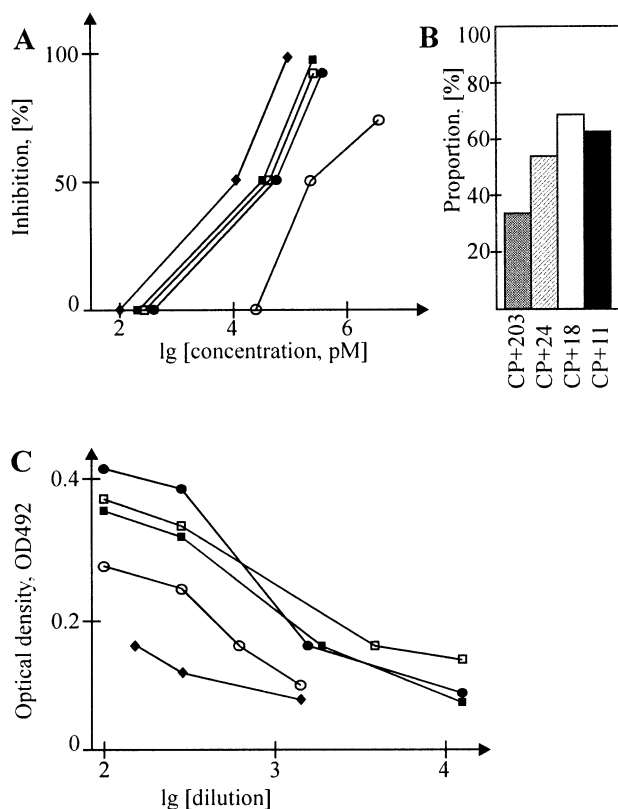 A
100
50
0
Inhibition, [%]
2
4
6
lg [concentration, pM]
B
100
80
60
40
20
Proportion, [%]
CP+203
CP+24
CP+18
CP+11
C
0.4
0.2
0
Optical density, OD492
2
3
4
lg [dilution]